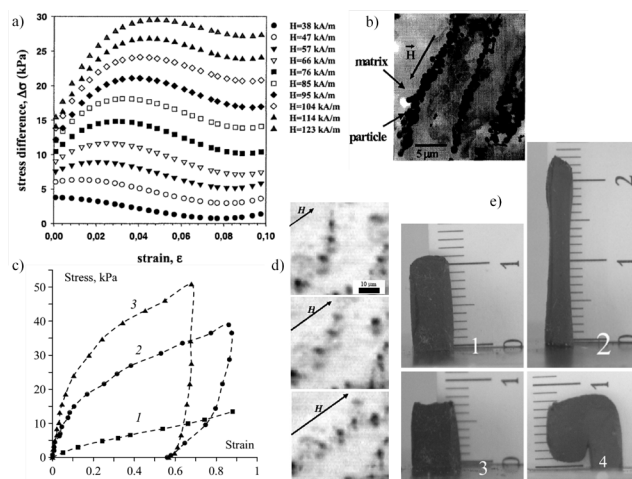 a)
stress difference, Δσ (kPa)
30
25
20
15
10
5
0
0,00 0,02 0,04 0,06 0,08 0,10
strain, ε
H=38 kA/m
H=47 kA/m
H=57 kA/m
H=66 kA/m
H=76 kA/m
H=85 kA/m
H=95 kA/m
H=104 kA/m
H=114 kA/m
H=123 kA/m
b)
H
matrix
particle
5 μm
c)
Stress, kPa
50
40
30
20
10
0
0 0.2 0.4 0.6 0.8 1
Strain
3
2
1
d)
H
10 μm
H
H
e)
1
0
1
2
1
0
2
1
0
3
1
4